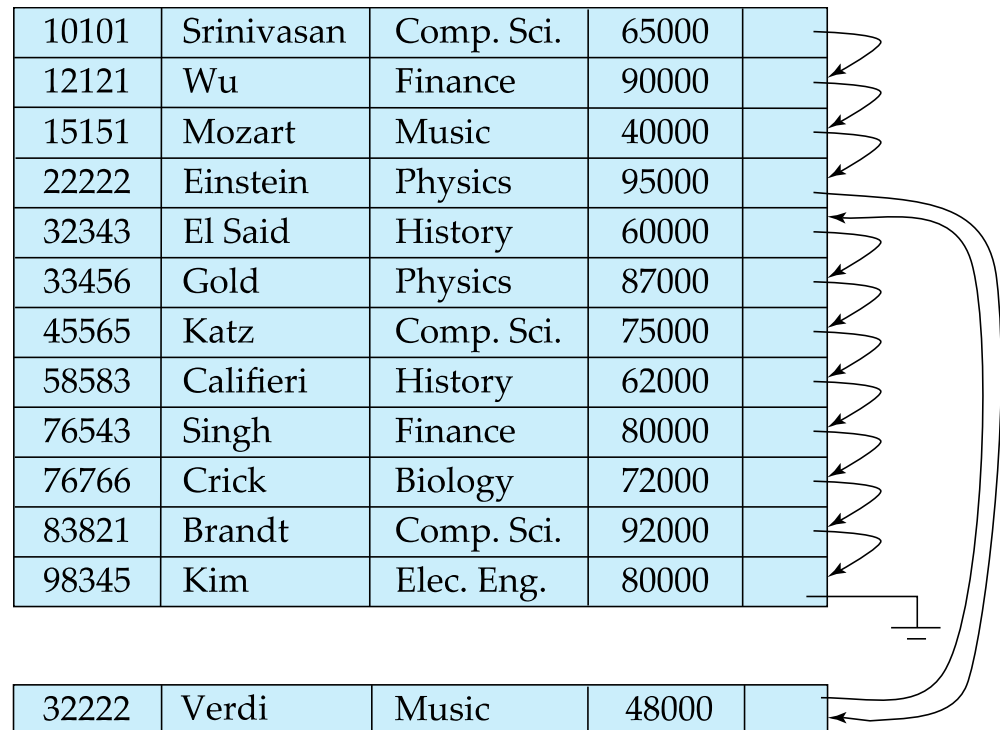 10101 Srinivasan Comp. Sci. 65000
12121 Wu Finance 90000
15151 Mozart Music 40000
22222 Einstein Physics 95000
32343 El Said History 60000
33456 Gold Physics 87000
45565 Katz Comp. Sci. 75000
58583 Califieri History 62000
76543 Singh Finance 80000
76766 Crick Biology 72000
83821 Brandt Comp. Sci. 92000
98345 Kim Elec. Eng. 80000
32222 Verdi Music 48000